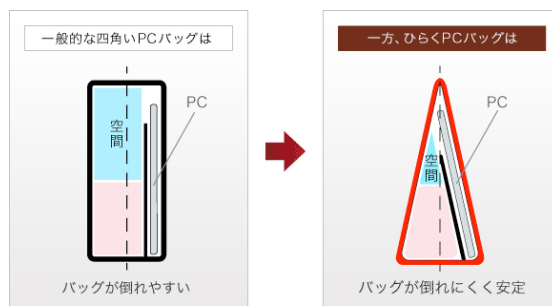 一般的な四角いPCバッグは
PC
空間
バッグが倒れやすい
一方、ひらくPCバッグは
PC
空間
バッグが倒れにくく安定